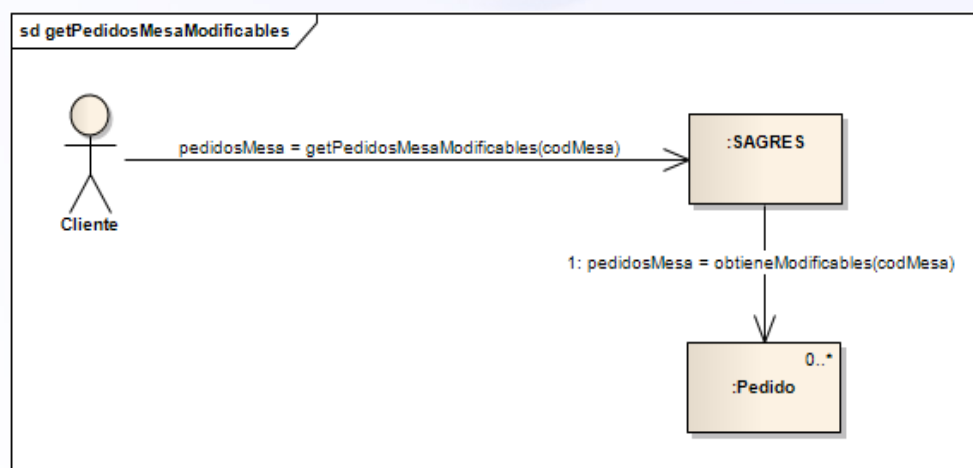 sd getPedidosMesaModificables
pedidosMesa = getPedidosMesaModificables(codMesa)
:SAGRES
Cliente
1: pedidosMesa = obtieneModificables(codMesa)
0..*
:Pedido